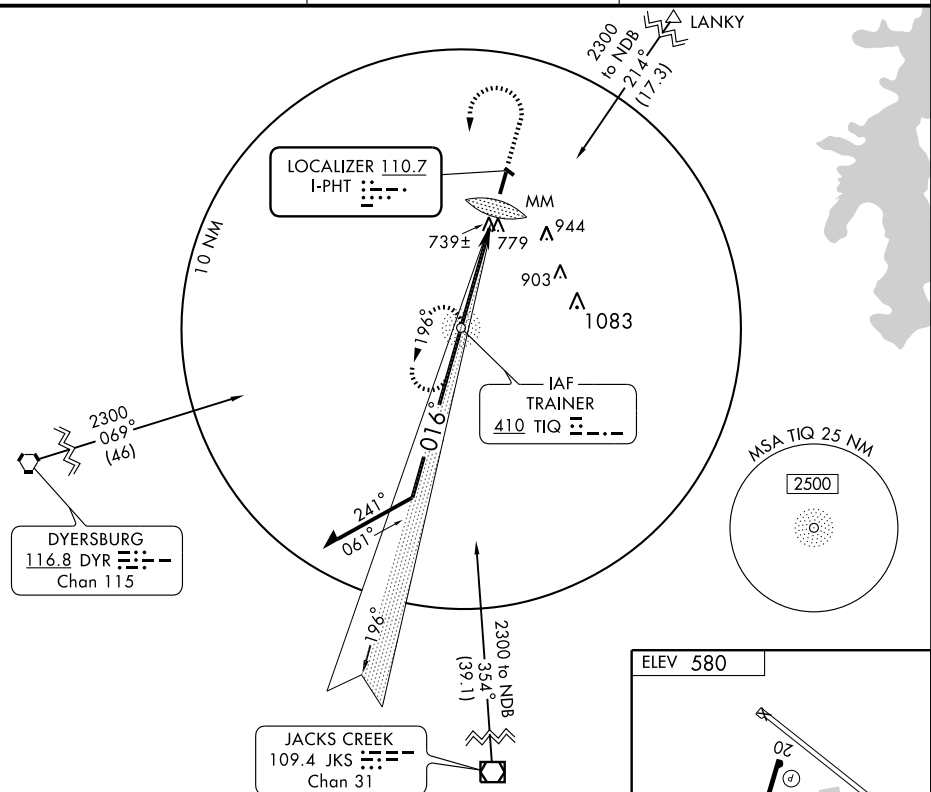 LANKY
2300
to NDB
214°
(17.3)
LOCALIZER 110.7
I-PHT
MM
944
739±
779
903
1083
10 NM
196°
IAF
TRAINER
410 TIQ
016°
2300
069°
(46)
MSA TIQ 25 NM
2500
241°
061°
DYERSBURG
116.8 DYR
Chan 115
196°
2300 to NDB
354°
(39.1)
JACKS CREEK
109.4 JKS
Chan 31
ELEV 580
20
P